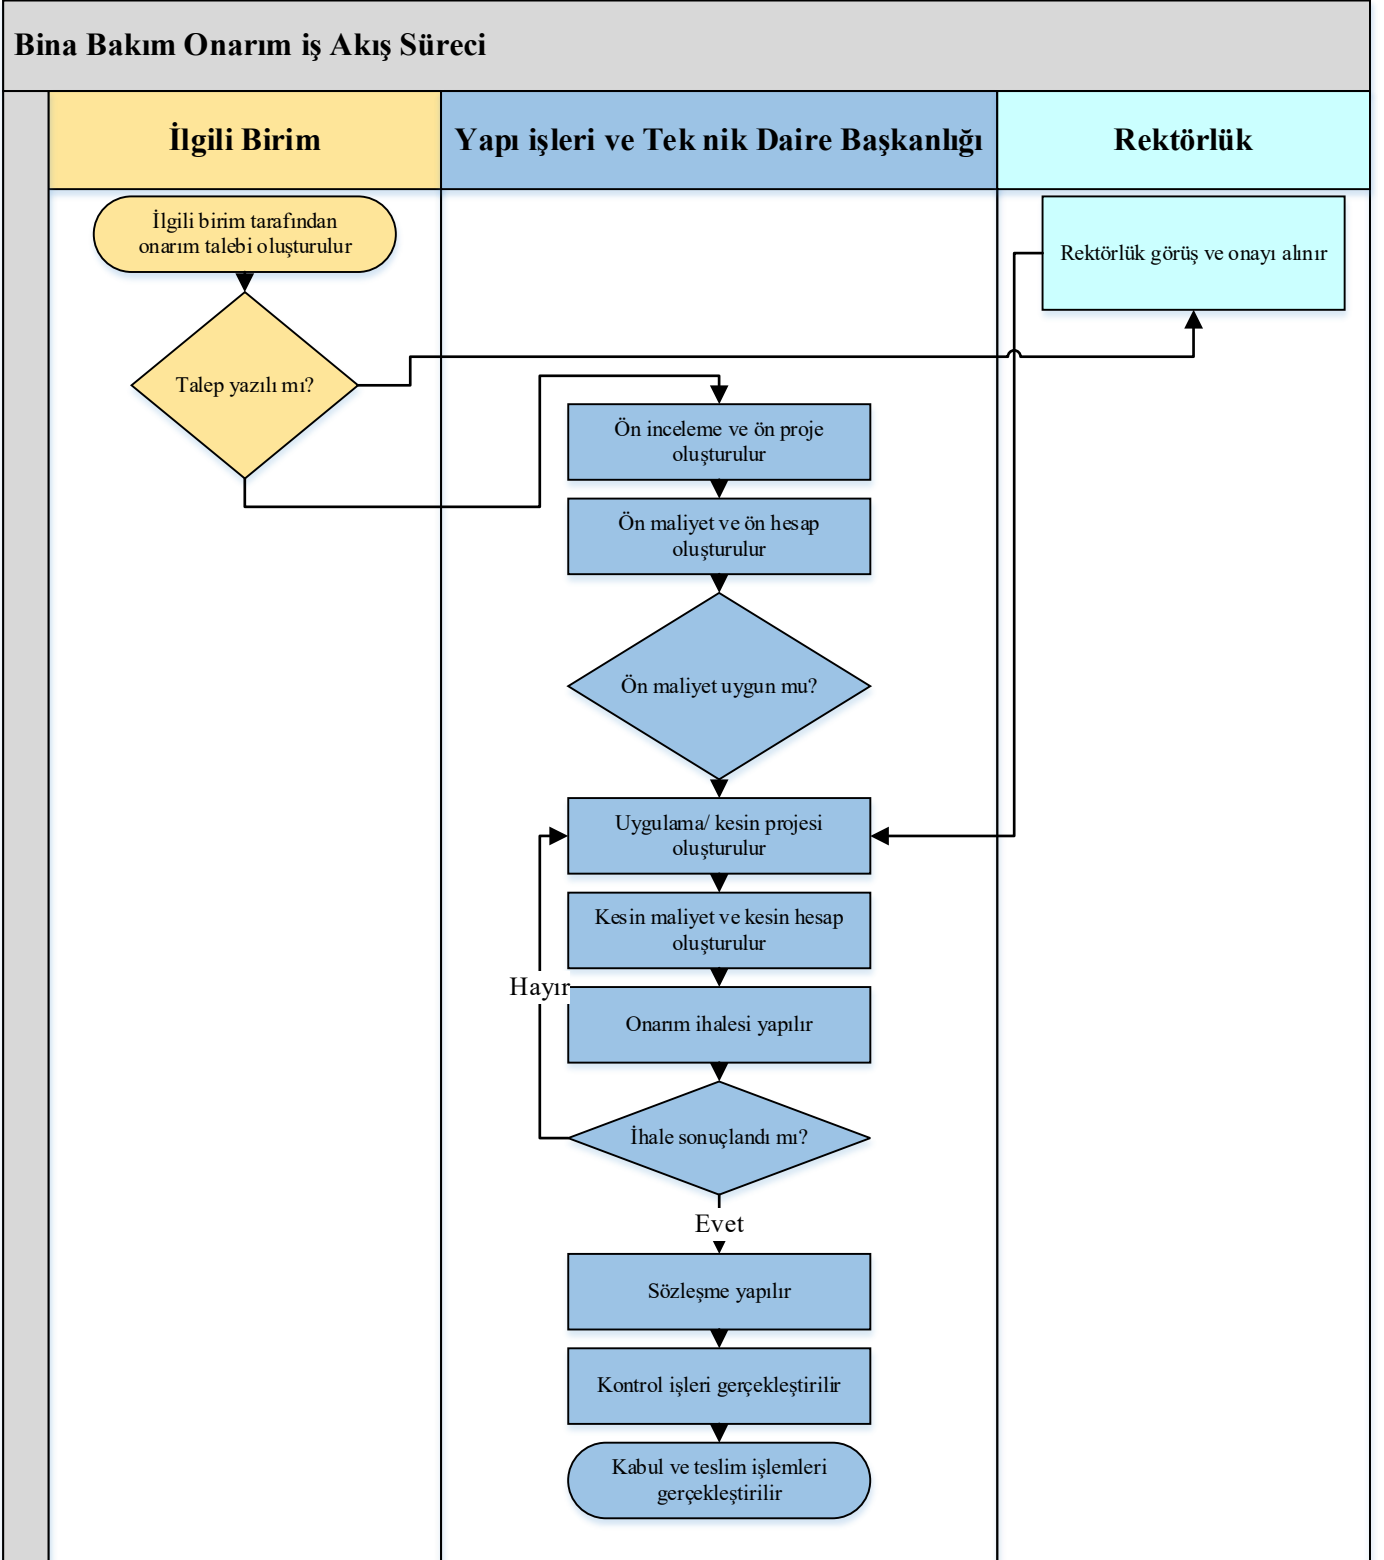 Bina Bakım Onarım iş Akış Süreci
İlgili Birim
Yapı işleri ve Tek nik Daire Başkanlığı
Rektörlük
İlgili birim tarafından
onarım talebi oluşturulur
Rektörlük görüş ve onayı alınır
Talep yazılı mı?
Ön inceleme ve ön proje
oluşturulur
Ön maliyet ve ön hesap
oluşturulur
Ön maliyet uygun mu?
Uygulama/ kesin projesi
oluşturulur
Kesin maliyet ve kesin hesap
oluşturulur
Hayır
Onarım ihalesi yapılır
İhale sonuçlandı mı?
Evet
Sözleşme yapılır
Kontrol işleri gerçekleştirilir
Kabul ve teslim işlemleri
gerçekleştirilir